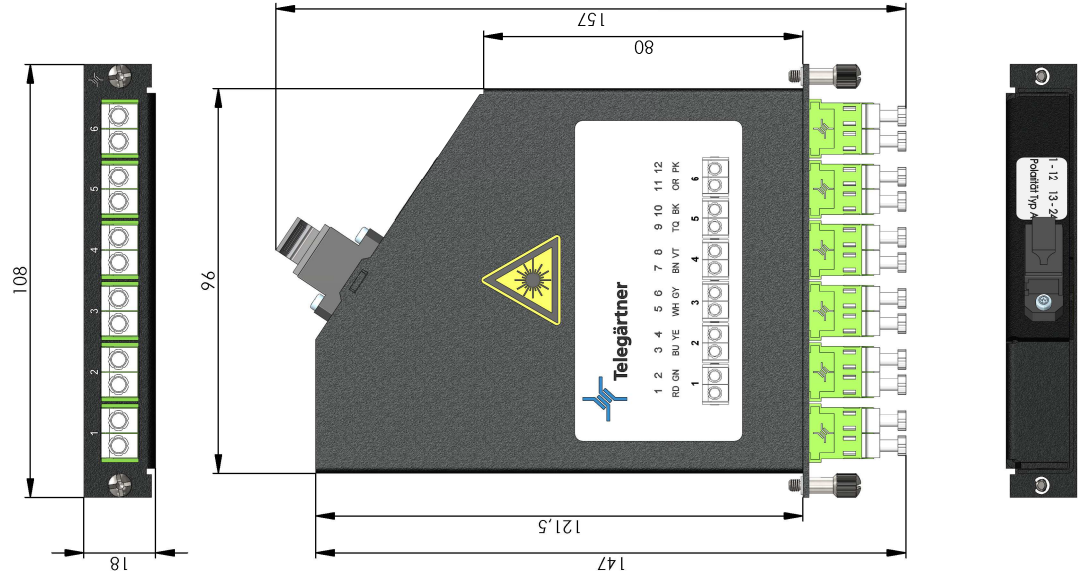 157
80
108
18
1 2 3 4 5 6
96
Telegärtner
1 2 3 4 5 6 7 8 9 10 11 12
RD GN BU YE WH GY BN VT TQ BK OR PK
1 2 3 4 5 6
121,5
147
1 - 12 13 - 24
Polarität Typ A